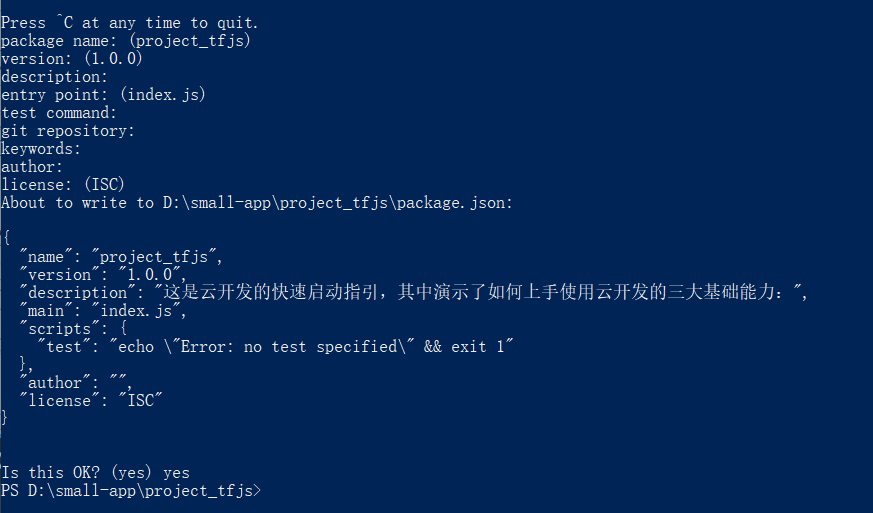 Press ^C at any time to quit.
package name: (project_tfjs)
version: (1.0.0)
description:
entry point: (index.js)
test command:
git repository:
keywords:
author:
license: (ISC)
About to write to D:\small-app\project_tfjs\package.json:
{
  "name": "project_tfjs",
  "version": "1.0.0",
  "description": "这是云开发的快速启动指引，其中演示了如何上手使用云开发的三大基础能力：",
  "main": "index.js",
  "scripts": {
    "test": "echo \"Error: no test specified\" && exit 1"
  },
  "author": "",
  "license": "ISC"
}
Is this OK? (yes) yes
PS D:\small-app\project_tfjs>